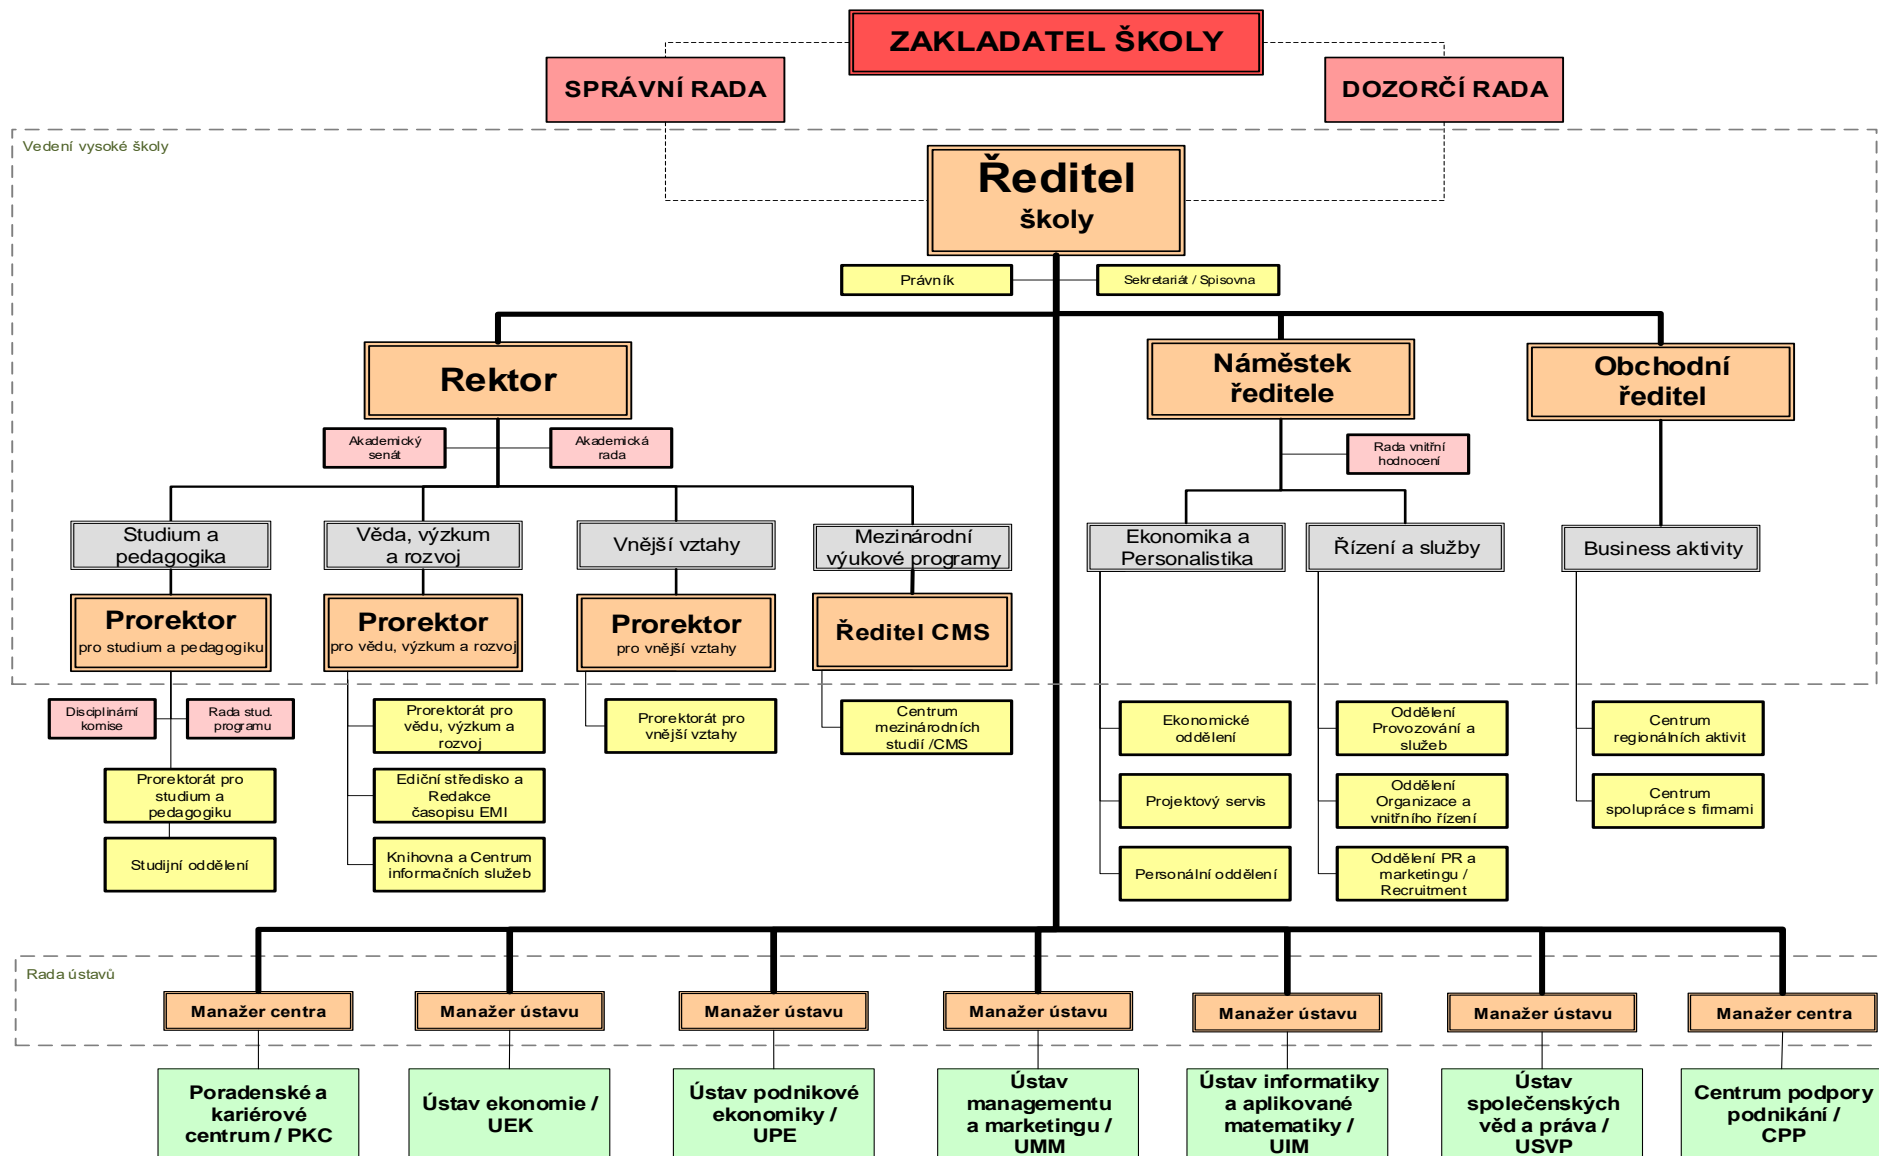 ZAKLADATEL ŠKOLY
SPRÁVNÍ RADA
DOZORČÍ RADA
Vedení vysoké školy
Ředitel
školy
Právník
Sekretariát / Spisovna
Rektor
Náměstek
ředitele
Obchodní
ředitel
Akademický
senát
Akademická
rada
Rada vnitřní
hodnocení
Studium a
pedagogika
Věda, výzkum
a rozvoj
Vnější vztahy
Mezinárodní
výukové programy
Ekonomika a
Personalistika
Řízení a služby
Business aktivity
Prorektor
pro studium a pedagogiku
Prorektor
pro vědu, výzkum a rozvoj
Prorektor
pro vnější vztahy
Ředitel CMS
Disciplinární
komise
Rada stud.
programu
Prorektorát pro
vědu, výzkum a
rozvoj
Prorektorát pro
vnější vztahy
Centrum
mezinárodních
studií /CMS
Ekonomické
oddělení
Oddělení
Provozování a
služeb
Centrum
regionálních aktivit
Prorektorát pro
studium a
pedagogiku
Ediční středisko a
Redakce
časopisu EMI
Projektový servis
Oddělení
Organizace a
vnitřního řízení
Centrum
spolupráce s firmami
Studijní oddělení
Knihovna a Centrum
informačních služeb
Personální oddělení
Oddělení PR a
marketingu /
Recruitment
Rada ústavů
Manažer centra
Manažer ústavu
Manažer ústavu
Manažer ústavu
Manažer ústavu
Manažer ústavu
Manažer centra
Poradenské a
kariérové
centrum / PKC
Ústav ekonomie /
UEK
Ústav podnikové
ekonomiky /
UPE
Ústav
managementu
a marketingu /
UMM
Ústav informatiky
a aplikované
matematiky /
UIM
Ústav
společenských
věd a práva /
USVP
Centrum podpory
podnikání /
CPP